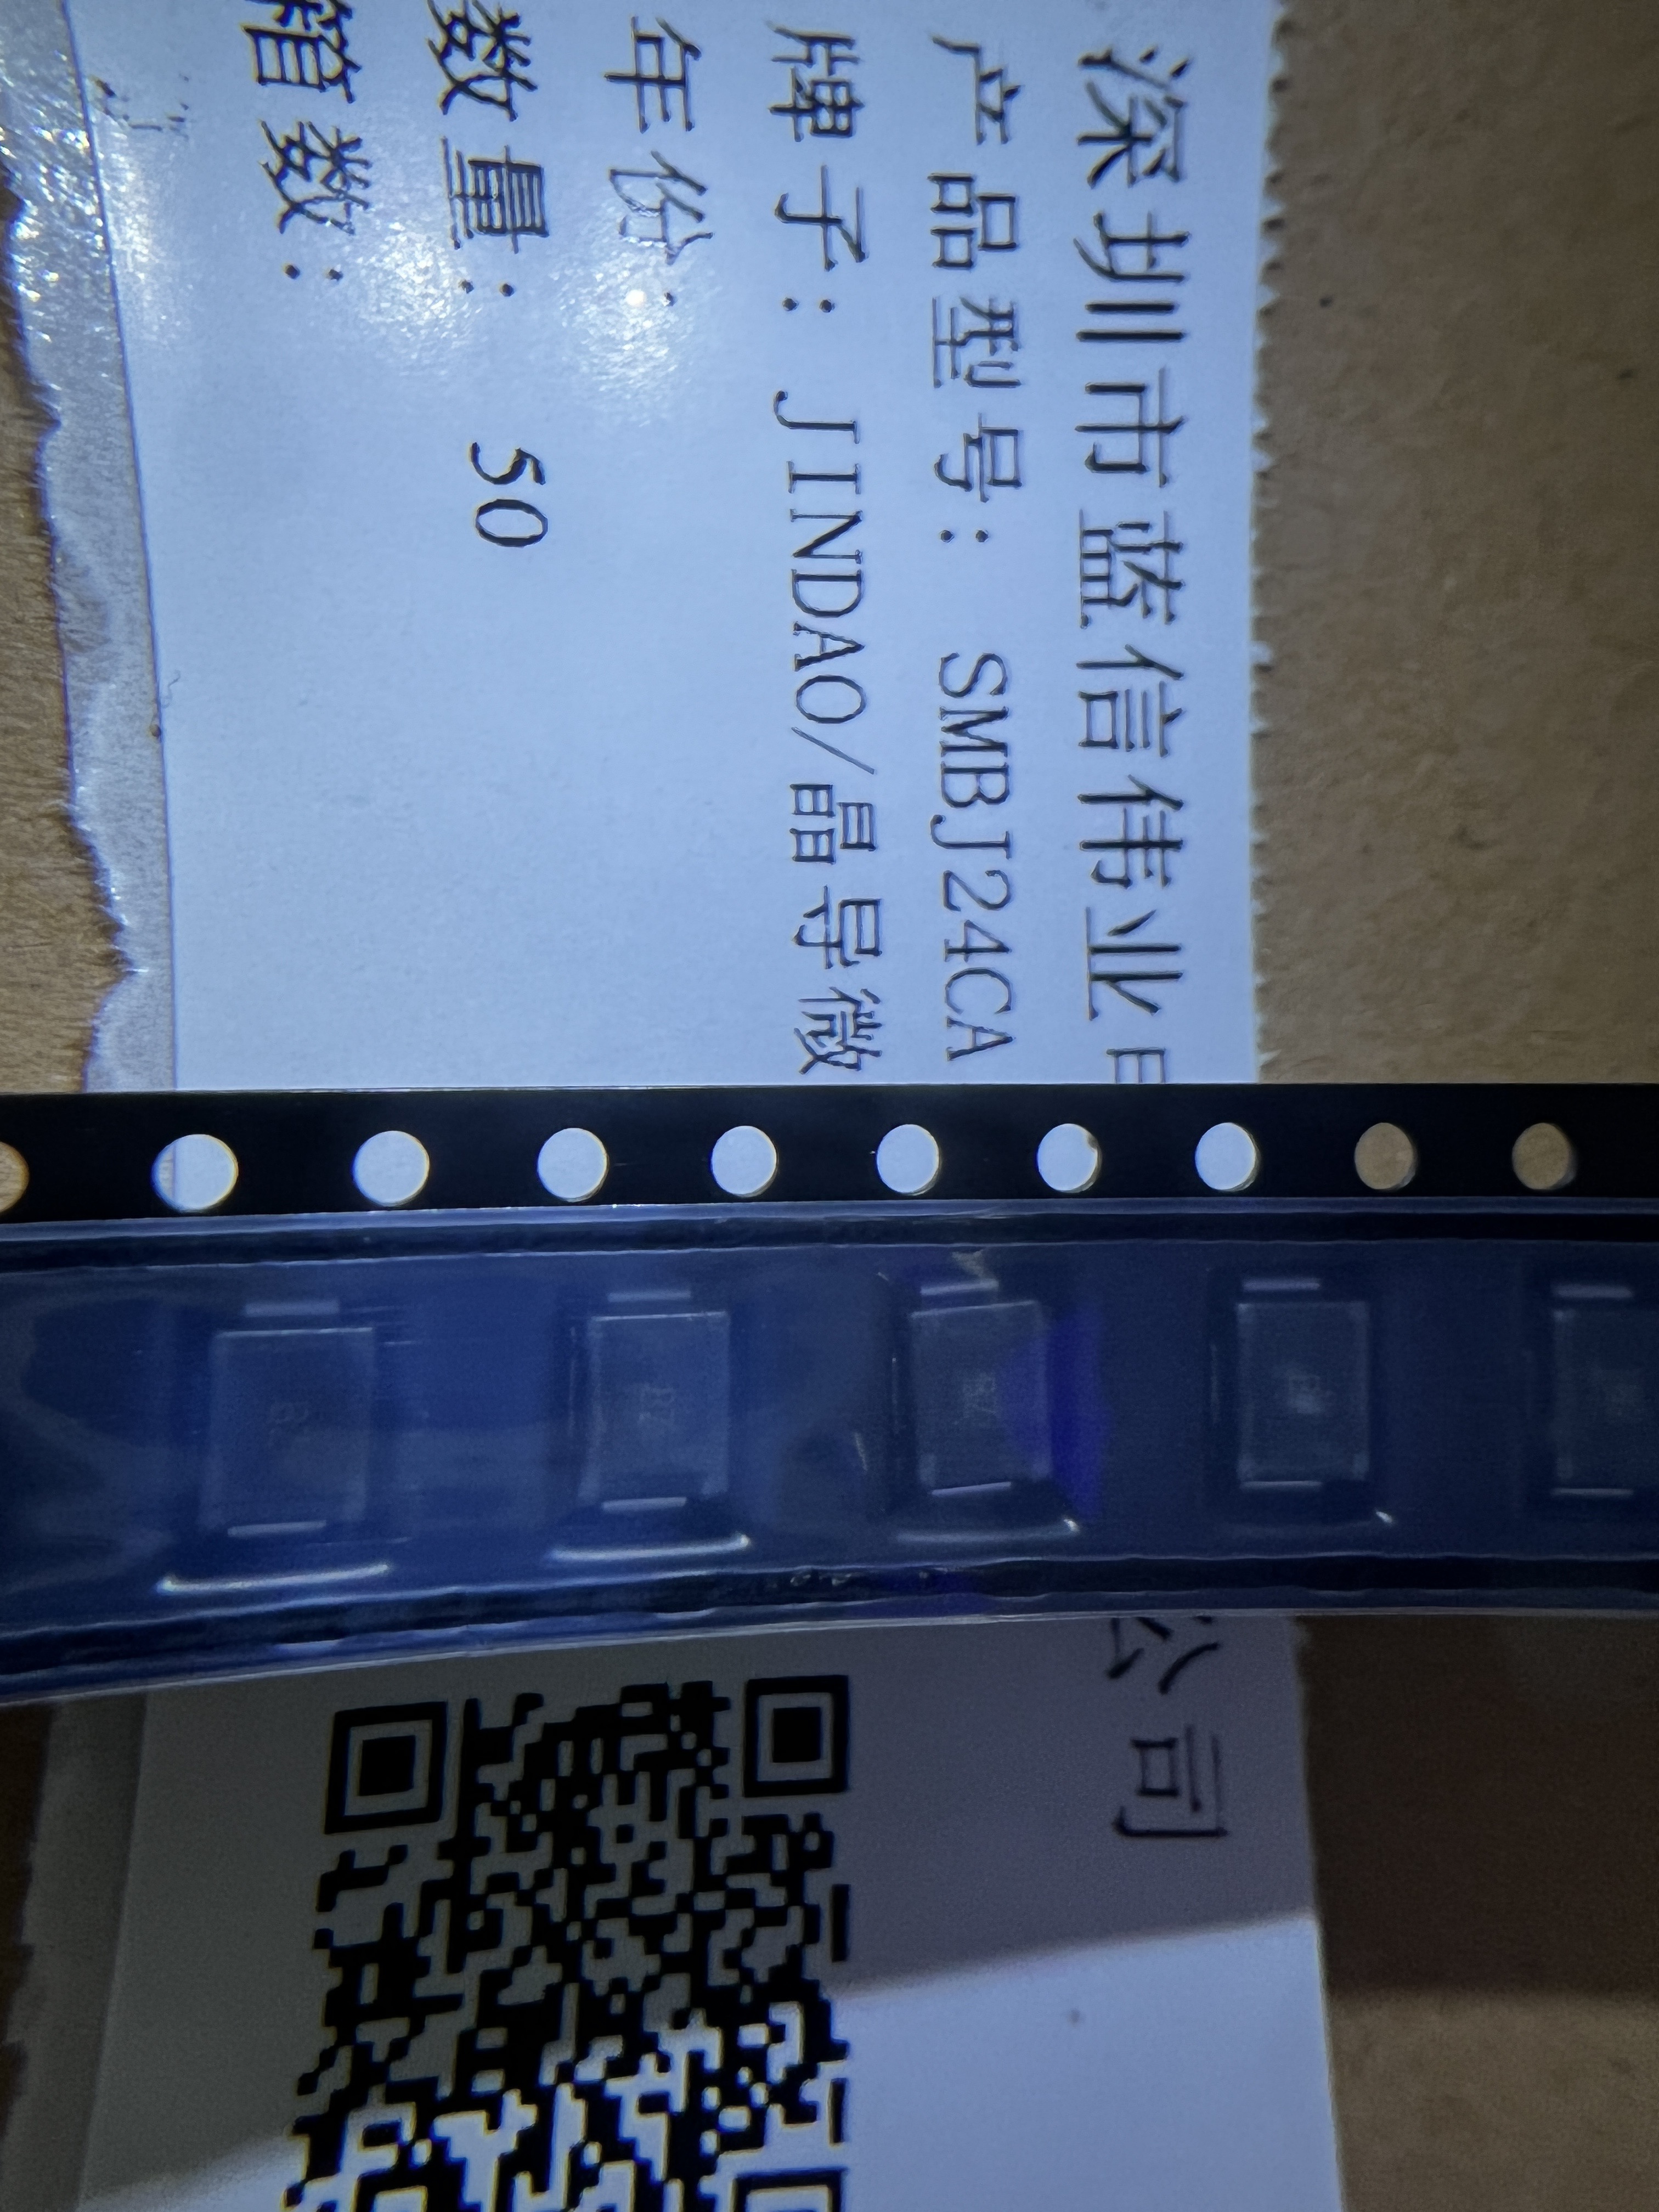 深圳市蓝信伟业
公司
产品型号: SMBJ24CA
牌子: JINDAO/晶导微
年份:
数量: 50
箱数: